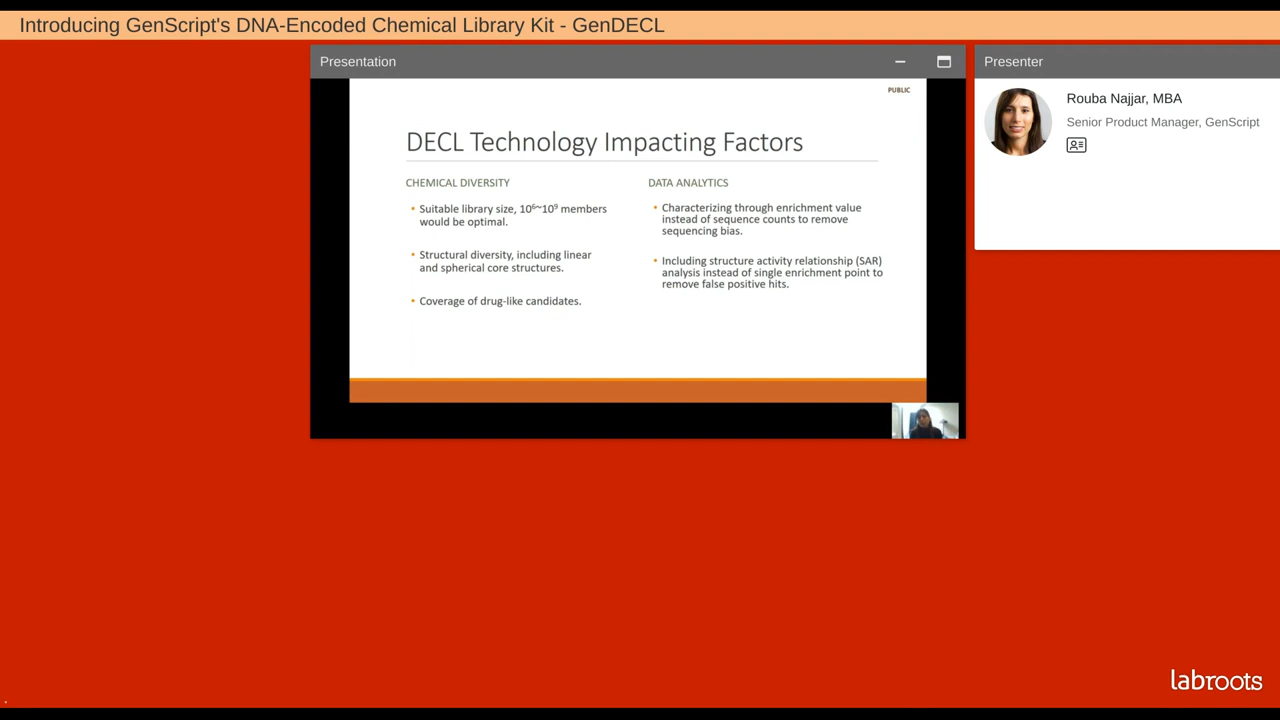 Introducing GenScript's DNA-Encoded Chemical Library Kit - GenDECL
Presentation
PUBLIC
DECL Technology Impacting Factors
CHEMICAL DIVERSITY
• Suitable library size, 10⁶~10⁹ members
would be optimal.
• Structural diversity, including linear
and spherical core structures.
• Coverage of drug-like candidates.
DATA ANALYTICS
• Characterizing through enrichment value
instead of sequence counts to remove
sequencing bias.
• Including structure activity relationship (SAR)
analysis instead of single enrichment point to
remove false positive hits.
Presenter
Rouba Najjar, MBA
Senior Product Manager, GenScript
labroots